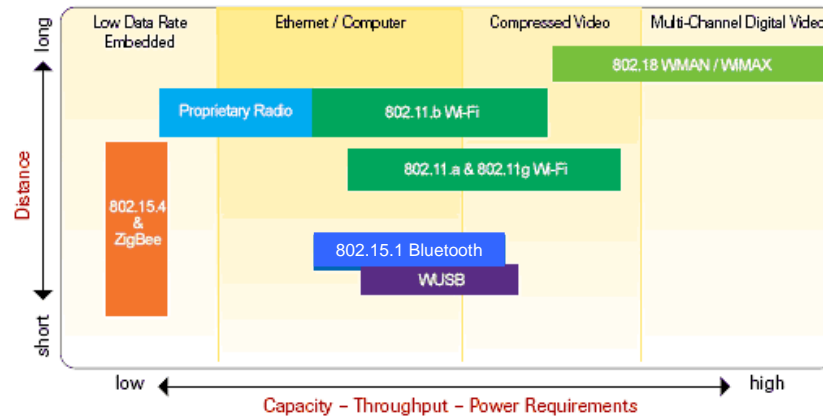 Low Data Rate
Embedded
Ethernet / Computer
Compressed Video
Multi-Channel Digital Video
long
802.18 WMAN / WiMAX
Proprietary Radio
802.11.b Wi-Fi
802.11.a & 802.11g Wi-Fi
Distance
802.15.4
&
ZigBee
802.15.1 Bluetooth
WUSB
short
low
high
Capacity – Throughput – Power Requirements